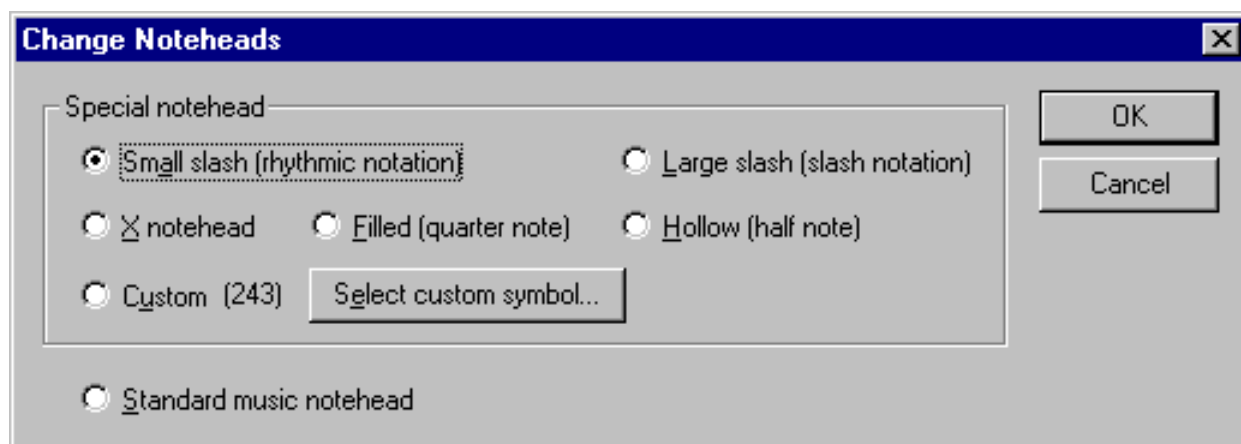 Change Noteheads
Special notehead
OK
Small slash (rhythmic notation) Large slash (slash notation)
Cancel
X notehead Filled (quarter note) Hollow (half note)
Custom (243) Select custom symbol...
Standard music notehead